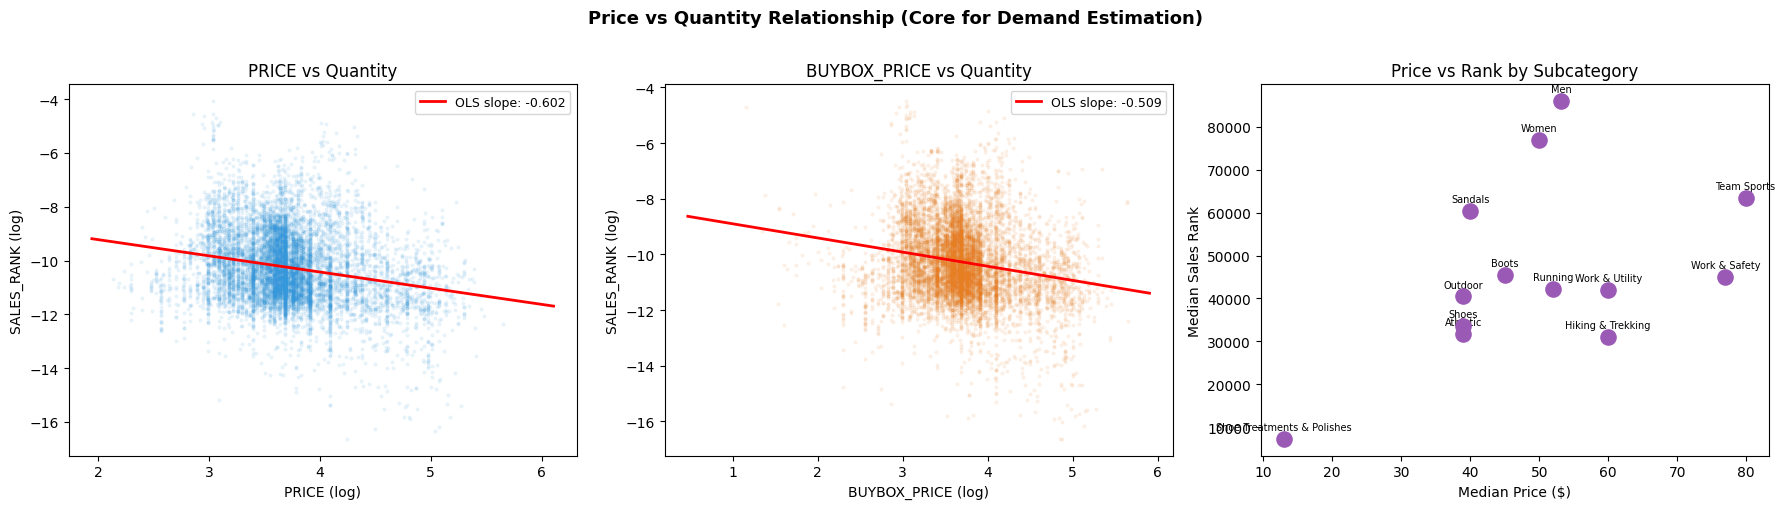 Price vs Quantity Relationship (Core for Demand Estimation)
PRICE vs Quantity
OLS slope: -0.602
SALES_RANK (log)
−4
−6
−8
−10
−12
−14
−16
2 3 4 5 6
PRICE (log)
BUYBOX_PRICE vs Quantity
OLS slope: -0.509
SALES_RANK (log)
−4
−6
−8
−10
−12
−14
−16
1 2 3 4 5 6
BUYBOX_PRICE (log)
Price vs Rank by Subcategory
Median Sales Rank
80000
70000
60000
50000
40000
30000
20000
10000
Men
Women
Team Sports
Sandals
Boots
Work & Safety
Running
Work & Utility
Outdoor
Shoes
Athletic
Hiking & Trekking
Shoe Treatments & Polishes
10 20 30 40 50 60 70 80
Median Price ($)